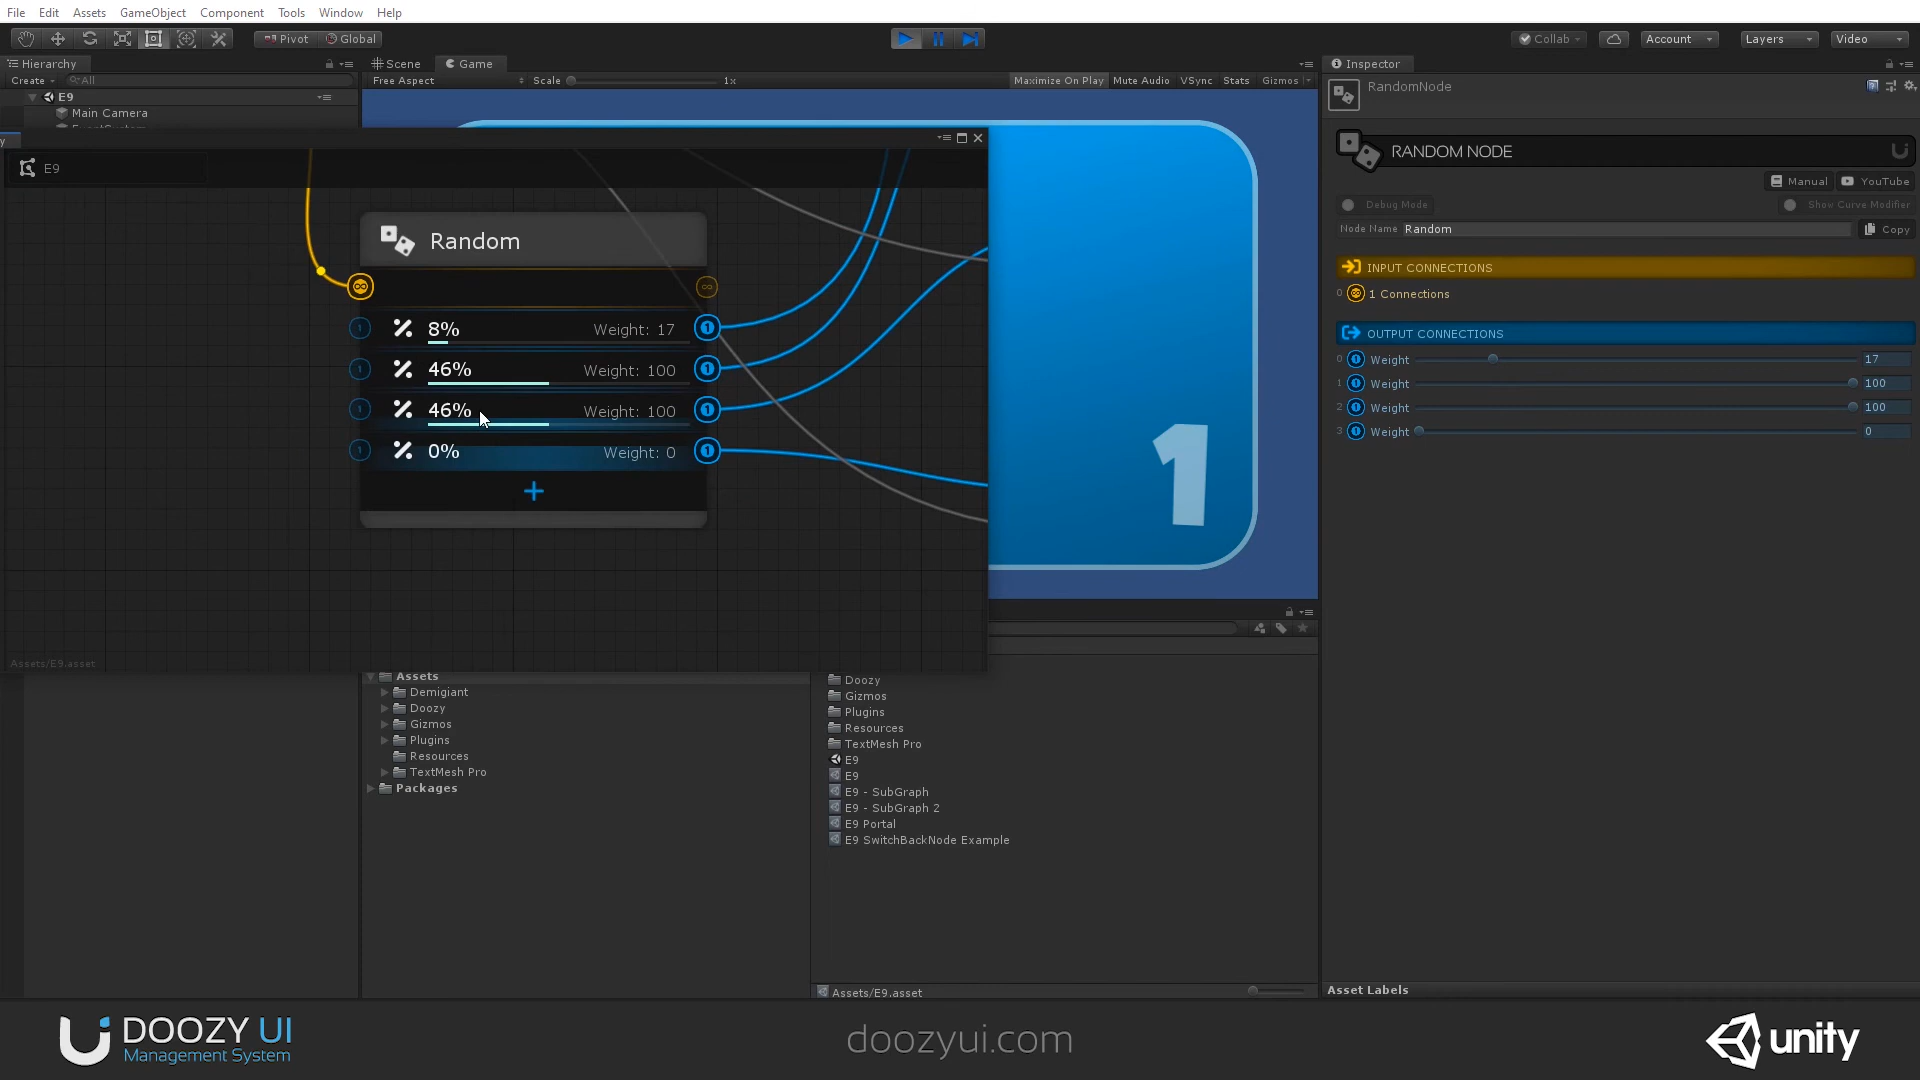 File Edit Assets GameObject Component Tools Window Help
Pivot Global Collab Account Layers Video
Hierarchy
Create All
E9
Main Camera
Scene Game
Free Aspect Scale 1x Maximize On Play Mute Audio VSync Stats Gizmos
E9
Random
8% Weight: 17
46% Weight: 100
46% Weight: 100
0% Weight: 0
+
Assets/E9.asset
1
Assets
Demigiant
Doozy
Gizmos
Plugins
Resources
TextMesh Pro
Packages
Doozy
Gizmos
Plugins
Resources
TextMesh Pro
E9
E9
E9 - SubGraph
E9 - SubGraph 2
E9 Portal
E9 SwitchBackNode Example
Assets/E9.asset
Inspector
RandomNode
RANDOM NODE
Manual YouTube
Debug Mode Show Curve Modifier
Node Name Random Copy
INPUT CONNECTIONS
0 1 Connections
OUTPUT CONNECTIONS
0 Weight 17
1 Weight 100
2 Weight 100
3 Weight 0
Asset Labels
DOOZY UI
Management System
doozyui.com
unity